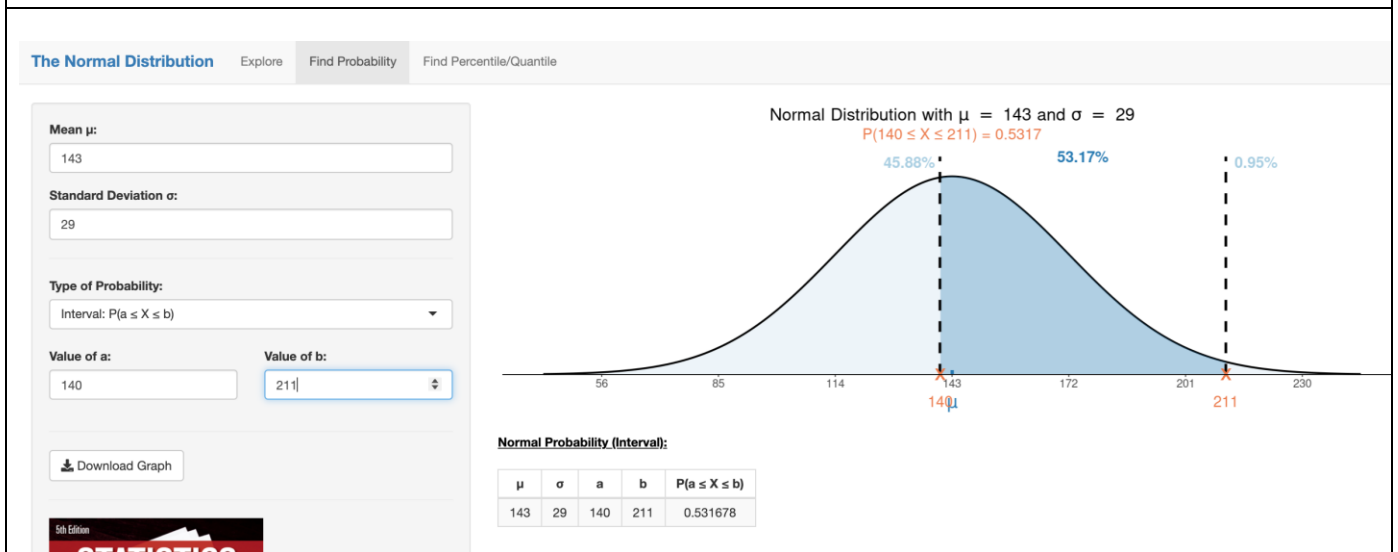 The Normal Distribution Explore Find Probability Find Percentile/Quantile
Mean μ:
143
Standard Deviation σ:
29
Type of Probability:
Interval: P(a ≤ X ≤ b)
Value of a: Value of b:
140 211
Download Graph
5th Edition
STATISTICS
Normal Distribution with μ = 143 and σ = 29
P(140 ≤ X ≤ 211) = 0.5317
45.88% 53.17% 0.95%
56 85 114 143 172 201 230
140 μ 211
Normal Probability (Interval):
μ σ a b P(a ≤ X ≤ b)
143 29 140 211 0.531678